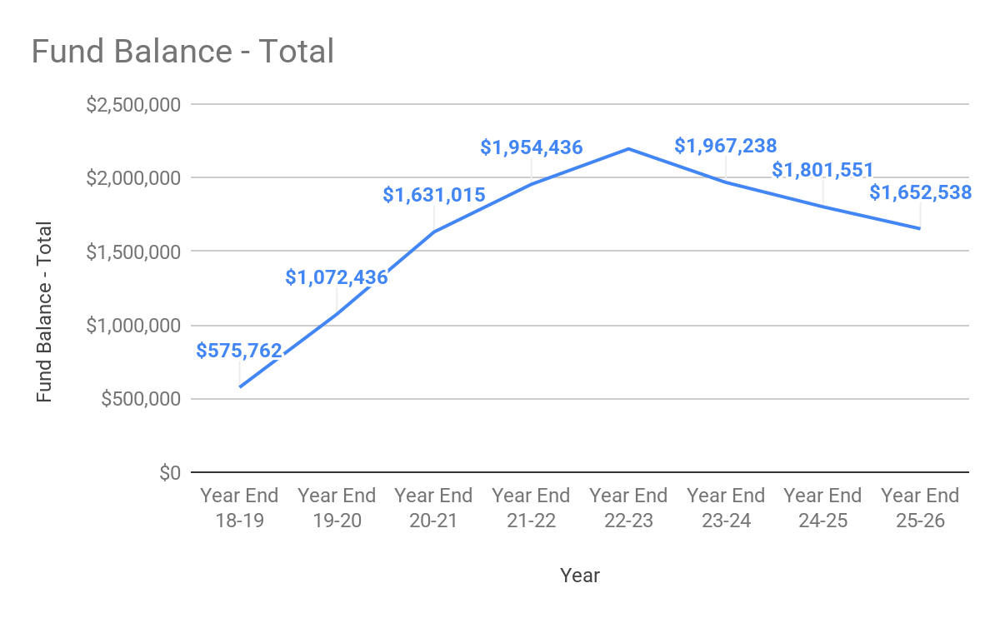 Fund Balance - Total
Fund Balance - Total
$2,500,000
$2,000,000
$1,500,000
$1,000,000
$500,000
$0
$575,762
$1,072,436
$1,631,015
$1,954,436
$1,967,238
$1,801,551
$1,652,538
Year End 18-19
Year End 19-20
Year End 20-21
Year End 21-22
Year End 22-23
Year End 23-24
Year End 24-25
Year End 25-26
Year